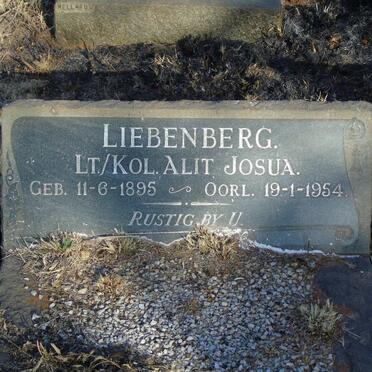 LIEBENBERG.
LT/KOL. ALIT JOSUA.
GEB. 11-6-1895 ~ OORL. 19-1-1954.
RUSTIG BY U.